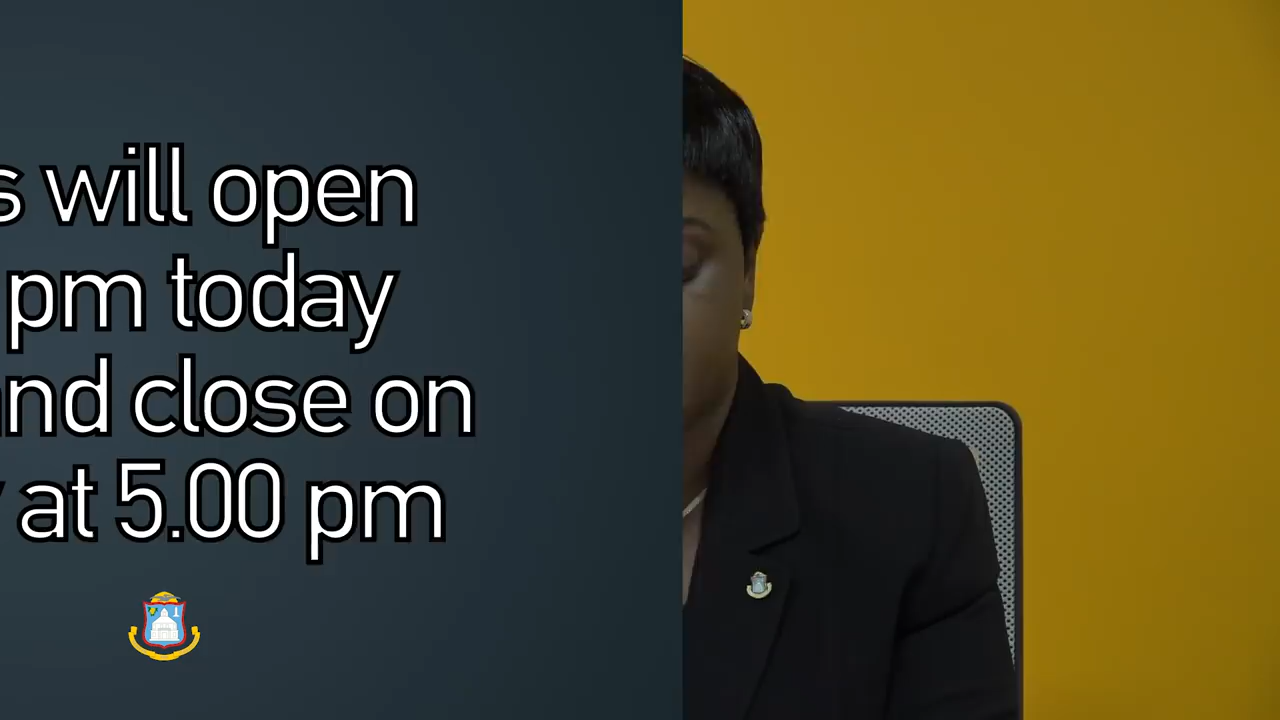 s will open
pm today
nd close on
at 5.00 pm